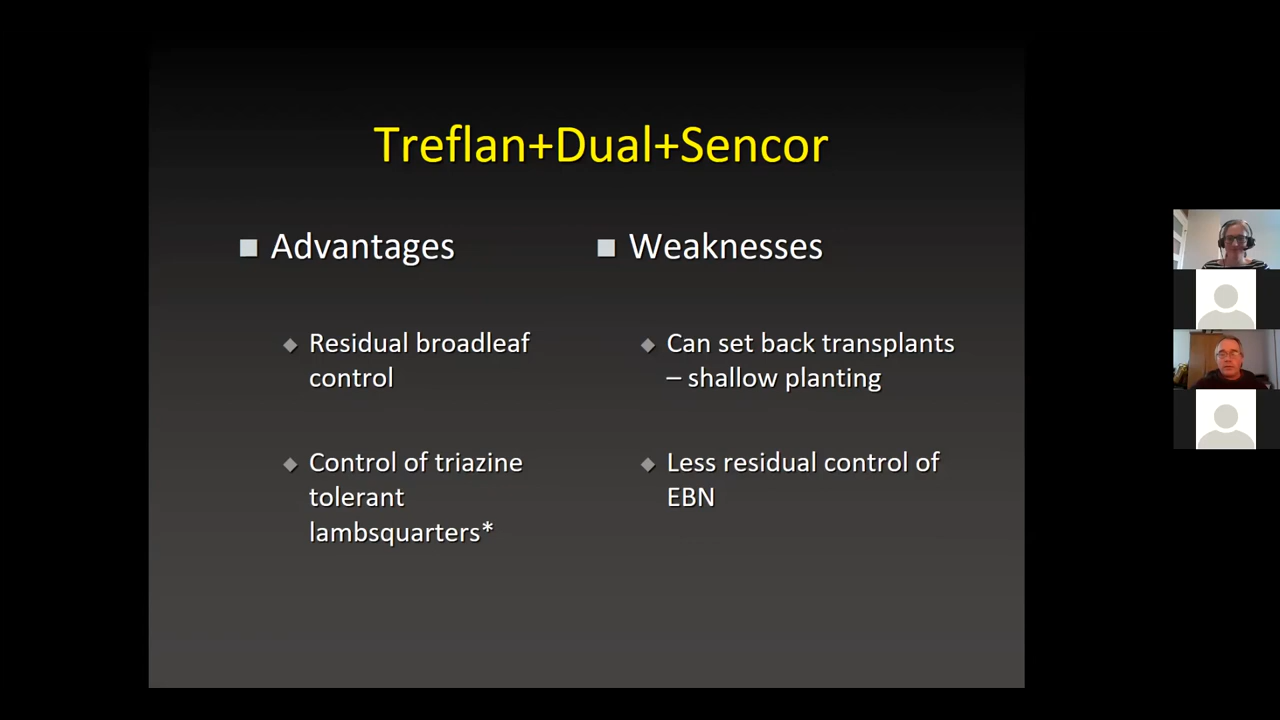 Treflan+Dual+Sencor
Advantages
Residual broadleaf
control
Control of triazine
tolerant
lambsquarters*
Weaknesses
Can set back transplants
– shallow planting
Less residual control of
EBN